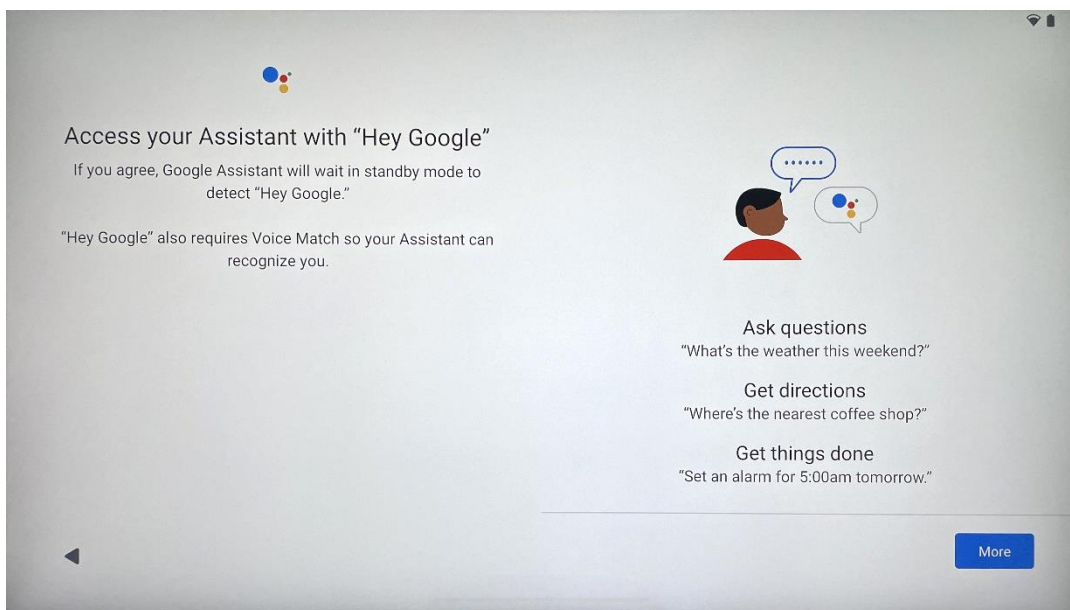 Access your Assistant with “Hey Google”
If you agree, Google Assistant will wait in standby mode to
detect “Hey Google.”
“Hey Google” also requires Voice Match so your Assistant can
recognize you.
Ask questions
“What’s the weather this weekend?”
Get directions
“Where’s the nearest coffee shop?”
Get things done
“Set an alarm for 5:00am tomorrow.”
More